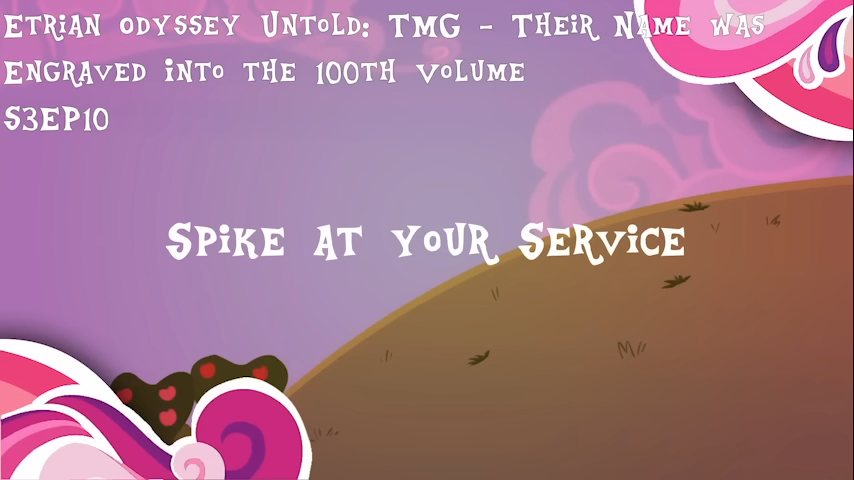 Etrian Odyssey Untold: TMG - Their Name was
Engraved into the 100th Volume
S3EP10
Spike at Your Service